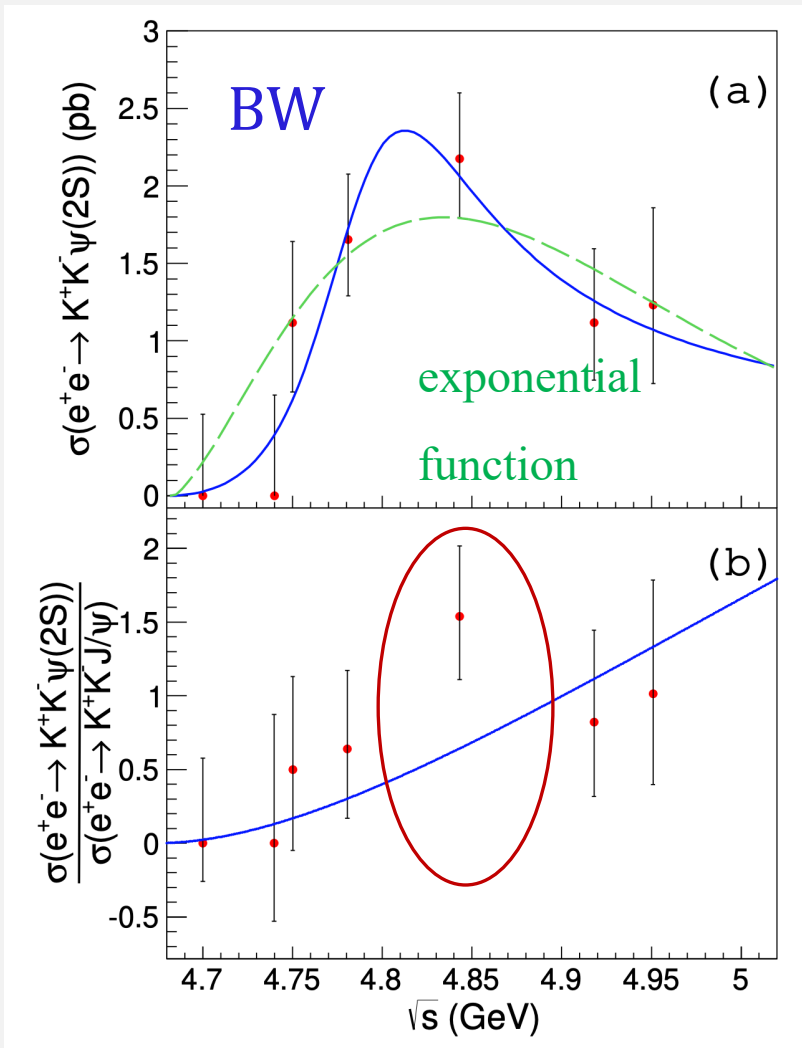 3
2.5
2
1.5
1
0.5
0
σ(e⁺e⁻→ K⁺K⁻ψ(2S)) (pb)
BW
(a)
exponential
function
2
1.5
1
0.5
0
-0.5
σ(e⁺e⁻→ K⁺K⁻ψ(2S))
σ(e⁺e⁻→ K⁺K⁻J/ψ)
(b)
4.7 4.75 4.8 4.85 4.9 4.95 5
√s (GeV)